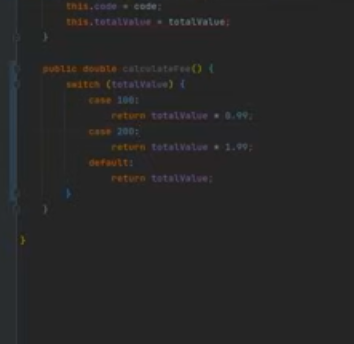 this.code = code;
this.totalValue = totalValue;
}
public double calculateFee() {
switch (totalValue) {
case 100:
return totalValue * 0.99;
case 200:
return totalValue * 1.99;
default:
return totalValue;
}
}
}